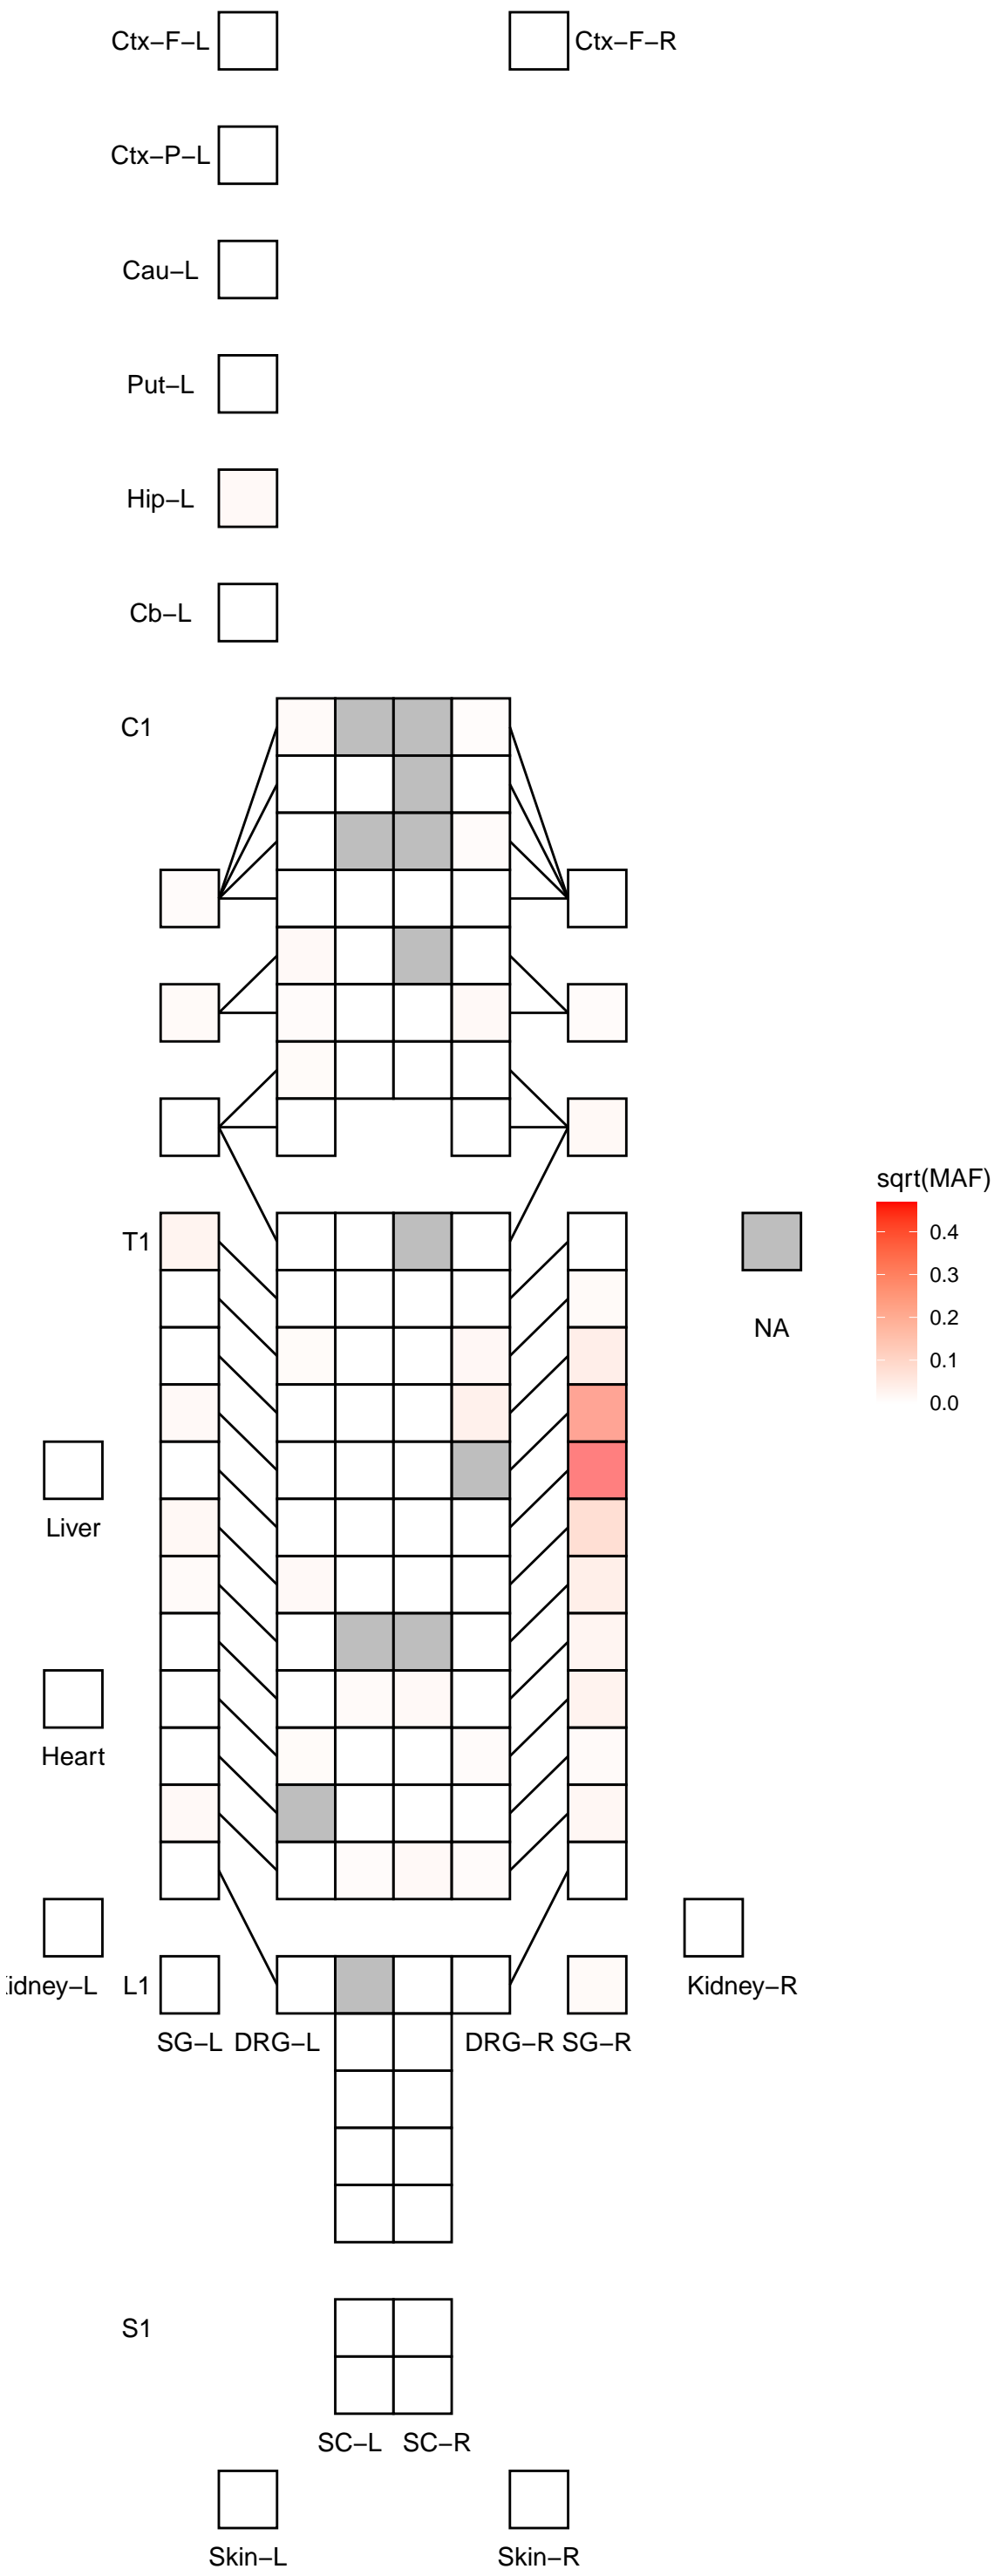 Ctx–F–L
Ctx–F–R
Ctx–P–L
Cau–L
Put–L
Hip–L
Cb–L
C1
sqrt(MAF)
T1
0.4
0.3
NA
0.2
0.1
0.0
Liver
Heart
idney–L
L1
Kidney–R
SG–L
DRG–L
DRG–R
SG–R
S1
SC–L
SC–R
Skin–L
Skin–R